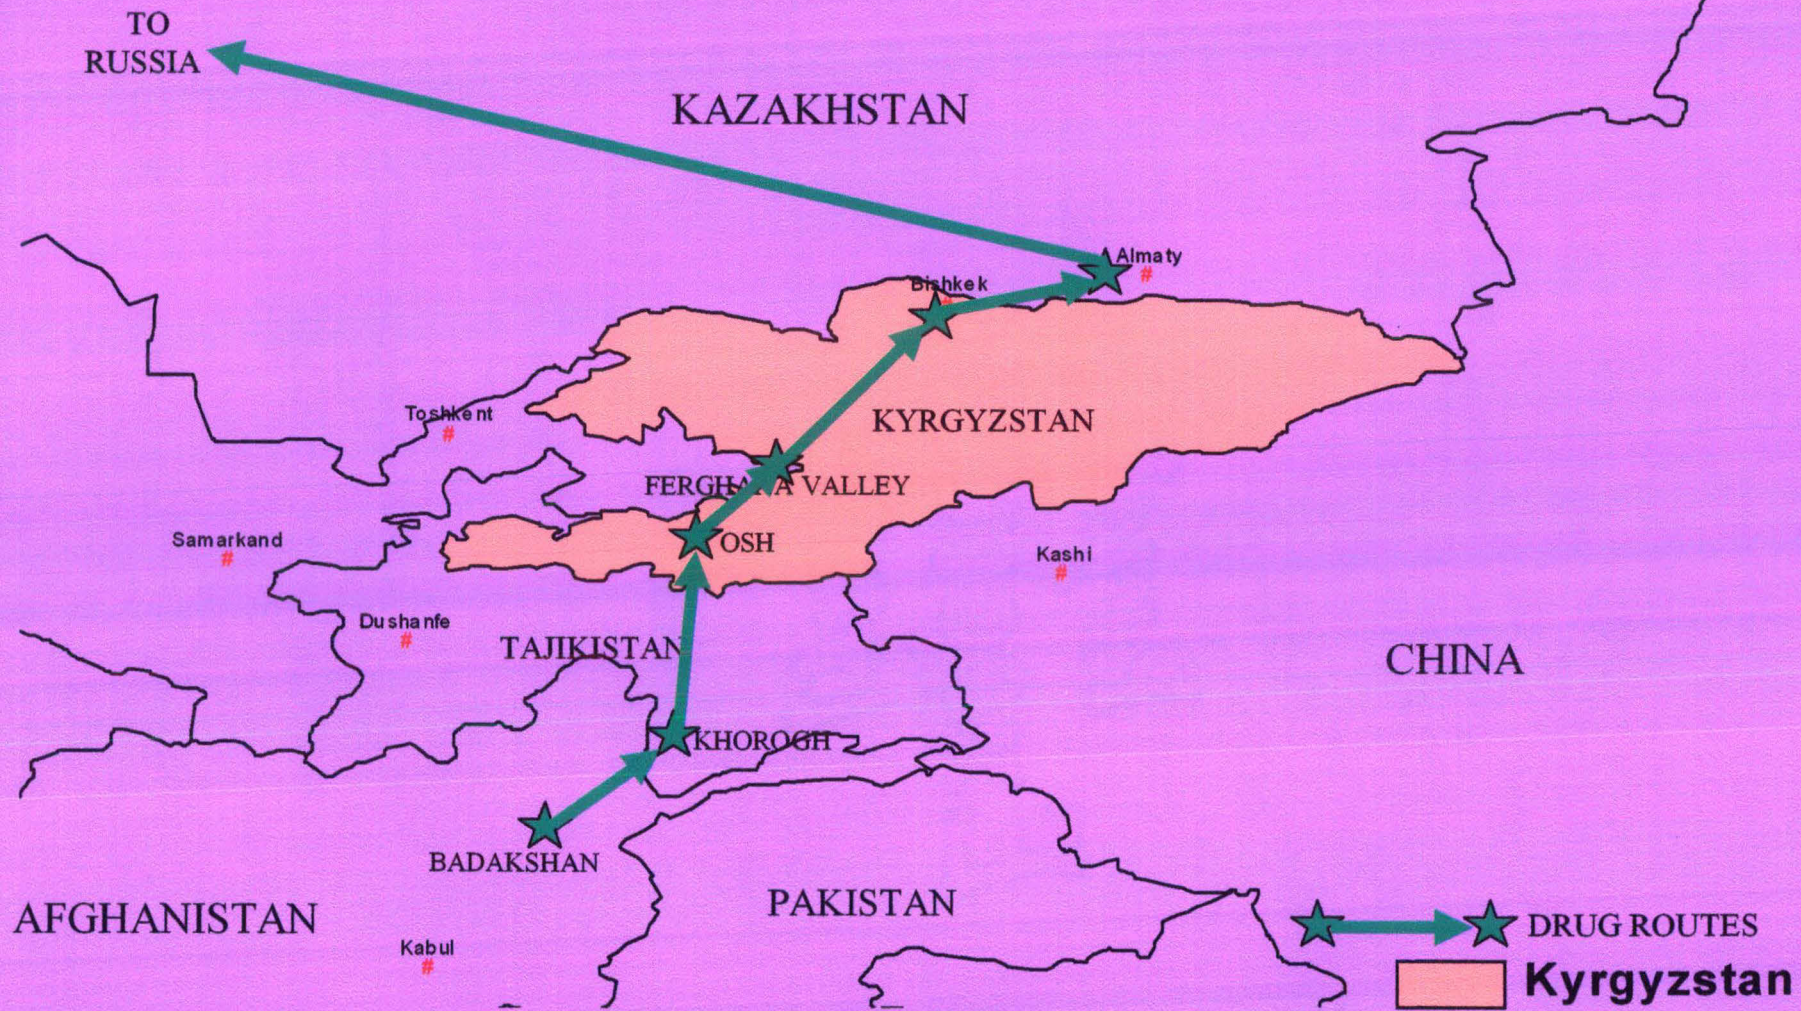 TO
RUSSIA
KAZAKHSTAN
Almaty
#
Bishkek
#
Toshkent
#
KYRGYZSTAN
FERGHANA VALLEY
OSH
Samarkand
#
Kashi
#
Dushanfe
#
TAJIKISTAN
CHINA
KHOROGH
BADAKSHAN
AFGHANISTAN
PAKISTAN
Kabul
#
DRUG ROUTES
Kyrgyzstan